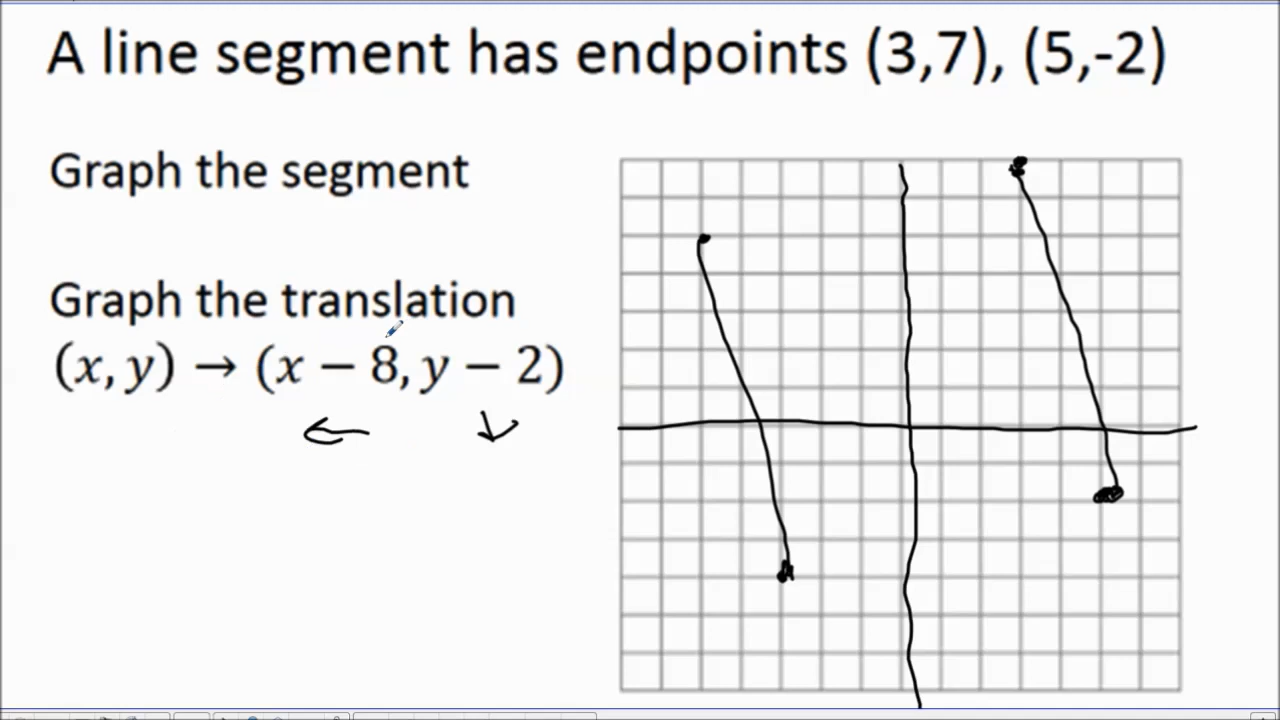 A line segment has endpoints (3,7), (5,-2)
Graph the segment
Graph the translation
(x, y) → (x − 8, y − 2)